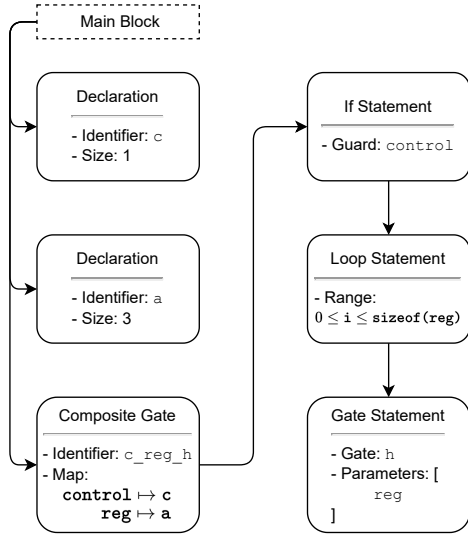 Main Block
Declaration
- Identifier: c
- Size: 1
Declaration
- Identifier: a
- Size: 3
Composite Gate
- Identifier: c_reg_h
- Map:
control ↦ c
reg ↦ a
If Statement
- Guard: control
Loop Statement
- Range:
0 ≤ i ≤ sizeof(reg)
Gate Statement
- Gate: h
- Parameters: [
reg
]